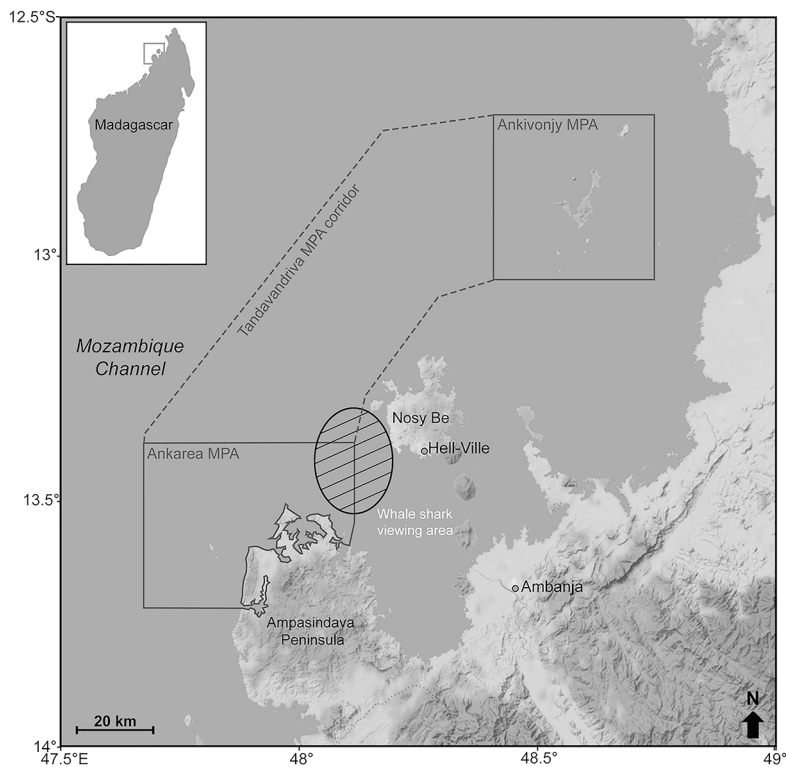 12.5°S
Madagascar
Ankivonjy MPA
Tandavandriva MPA corridor
13°
Mozambique
Channel
Nosy Be
Hell-Ville
Ankarea MPA
13.5°
Whale shark
viewing area
Ambanja
Ampasindava
Peninsula
20 km
N
14°
47.5°E
48°
48.5°
49°